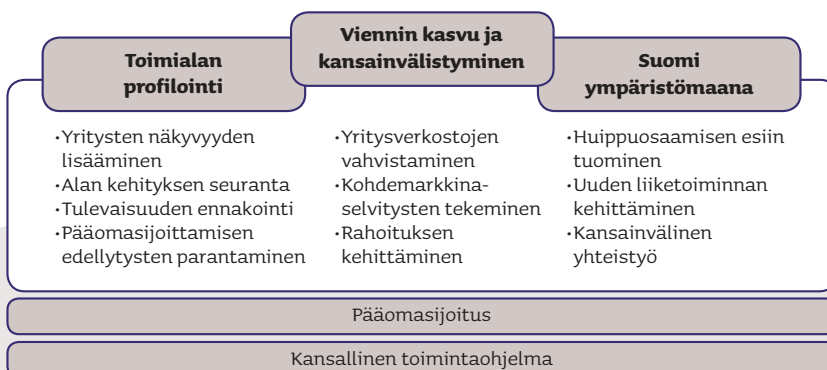 Toimialan
profilointi
Viennin kasvu ja
kansainvälistyminen
Suomi
ympäristömaana
·Yritysten näkyvyyden
lisääminen
·Alan kehityksen seuranta
·Tulevaisuuden ennakointi
·Pääomasijoittamisen
edellytysten parantaminen
·Yritysverkostojen
vahvistaminen
·Kohdemarkkina-
selvitysten tekeminen
·Rahoituksen
kehittäminen
·Huippuosaamisen esiin
tuominen
·Uuden liiketoiminnan
kehittäminen
·Kansainvälinen
yhteistyö
Pääomasijoitus
Kansallinen toimintaohjelma